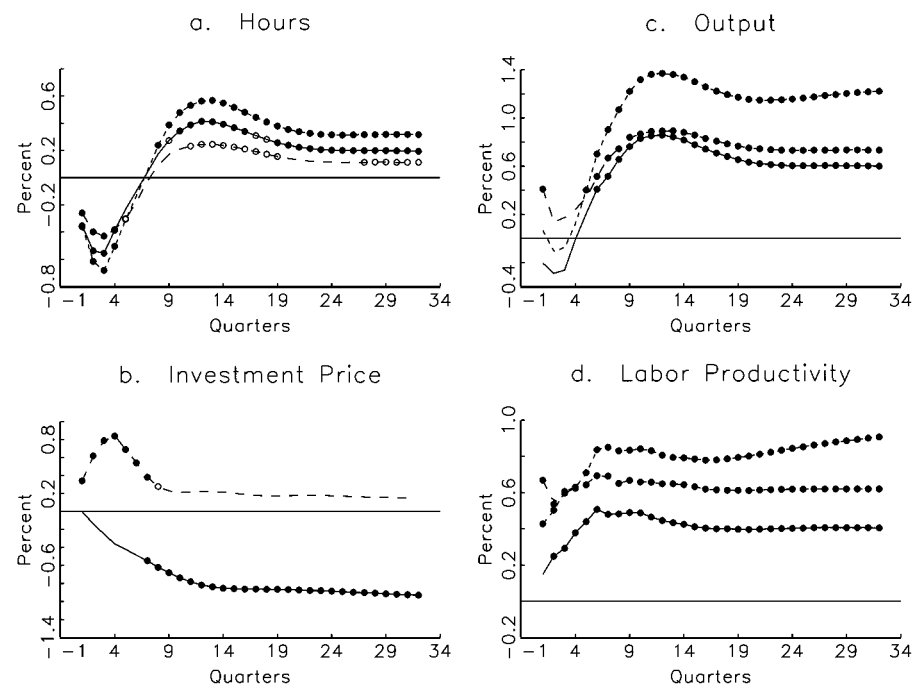 a. Hours
Percent
0.6
0.2
-0.2
-0.8
-1 4 9 14 19 24 29 34
Quarters
c. Output
Percent
1.4
1.0
0.6
0.2
-0.4
-1 4 9 14 19 24 29 34
Quarters
b. Investment Price
Percent
0.8
0.2
-0.6
-1.4
-1 4 9 14 19 24 29 34
Quarters
d. Labor Productivity
Percent
1.0
0.6
0.2
-0.2
-1 4 9 14 19 24 29 34
Quarters